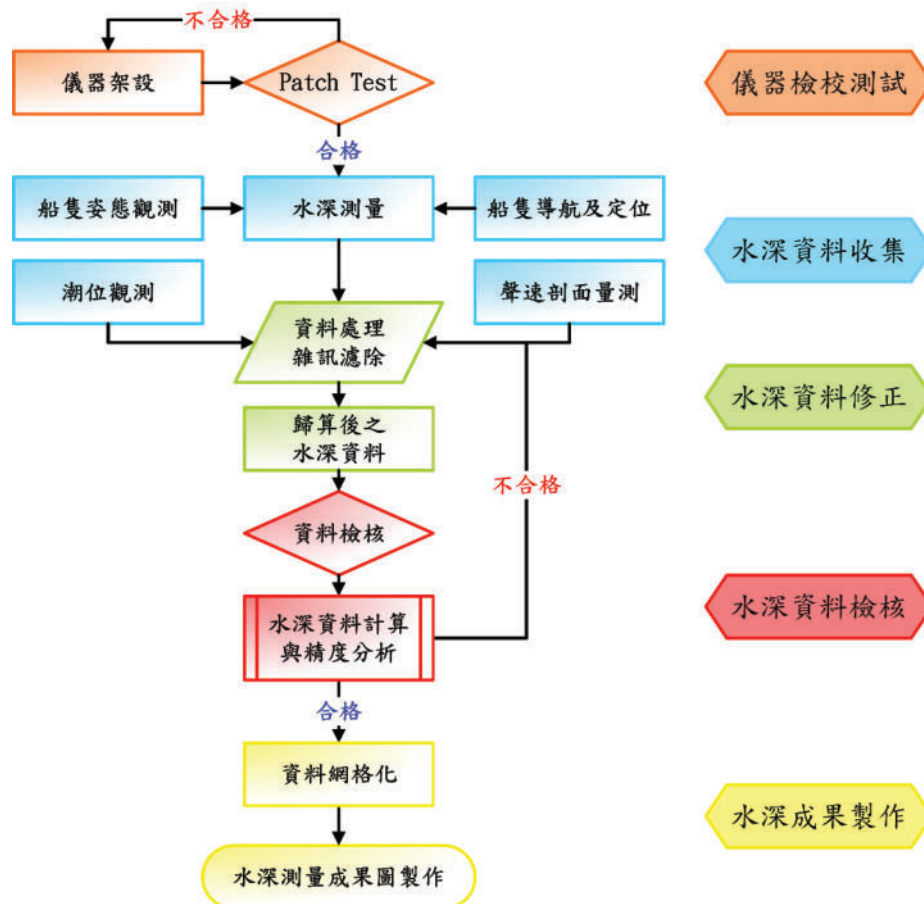 不合格
儀器架設
Patch Test
儀器檢校測試
合格
船隻姿態觀測
水深測量
船隻導航及定位
水深資料收集
潮位觀測
聲速剖面量測
資料處理
雜訊濾除
水深資料修正
歸算後之
水深資料
不合格
資料檢核
水深資料檢核
水深資料計算
與精度分析
合格
資料網格化
水深成果製作
水深測量成果圖製作